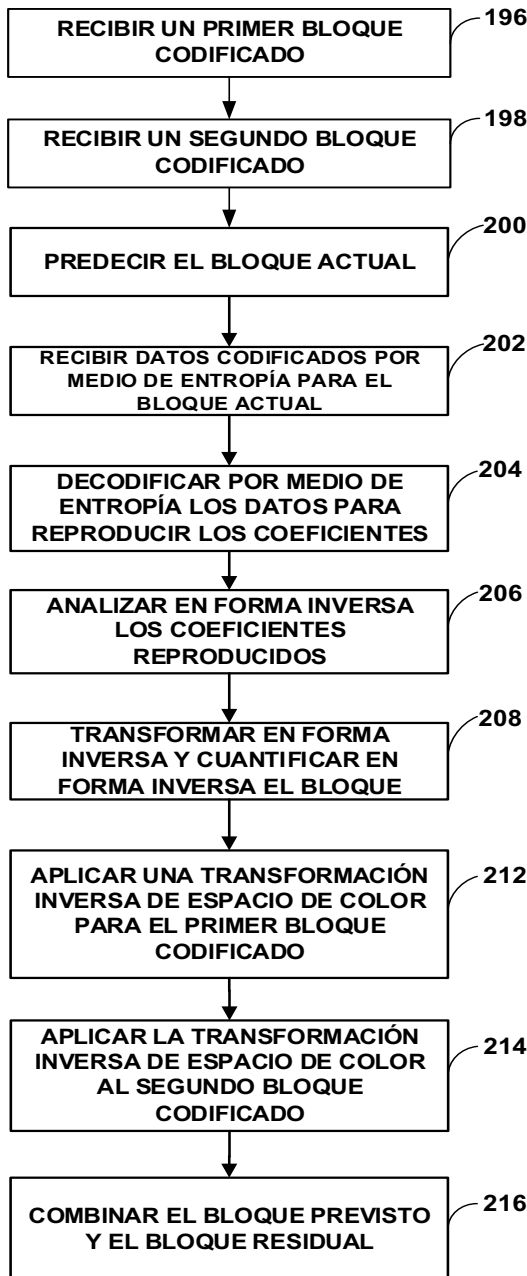 RECIBIR UN PRIMER BLOQUE
CODIFICADO
196
RECIBIR UN SEGUNDO BLOQUE
CODIFICADO
198
PREDECIR EL BLOQUE ACTUAL
200
RECIBIR DATOS CODIFICADOS POR
MEDIO DE ENTROPÍA PARA EL
BLOQUE ACTUAL
202
DECODIFICAR POR MEDIO DE
ENTROPÍA LOS DATOS PARA
REPRODUCIR LOS COEFICIENTES
204
ANALIZAR EN FORMA INVERSA
LOS COEFICIENTES
REPRODUCIDOS
206
TRANSFORMAR EN FORMA
INVERSA Y CUANTIFICAR EN
FORMA INVERSA EL BLOQUE
208
APLICAR UNA TRANSFORMACIÓN
INVERSA DE ESPACIO DE COLOR
PARA EL PRIMER BLOQUE
CODIFICADO
212
APLICAR LA TRANSFORMACIÓN
INVERSA DE ESPACIO DE COLOR
AL SEGUNDO BLOQUE
CODIFICADO
214
COMBINAR EL BLOQUE PREVISTO
Y EL BLOQUE RESIDUAL
216